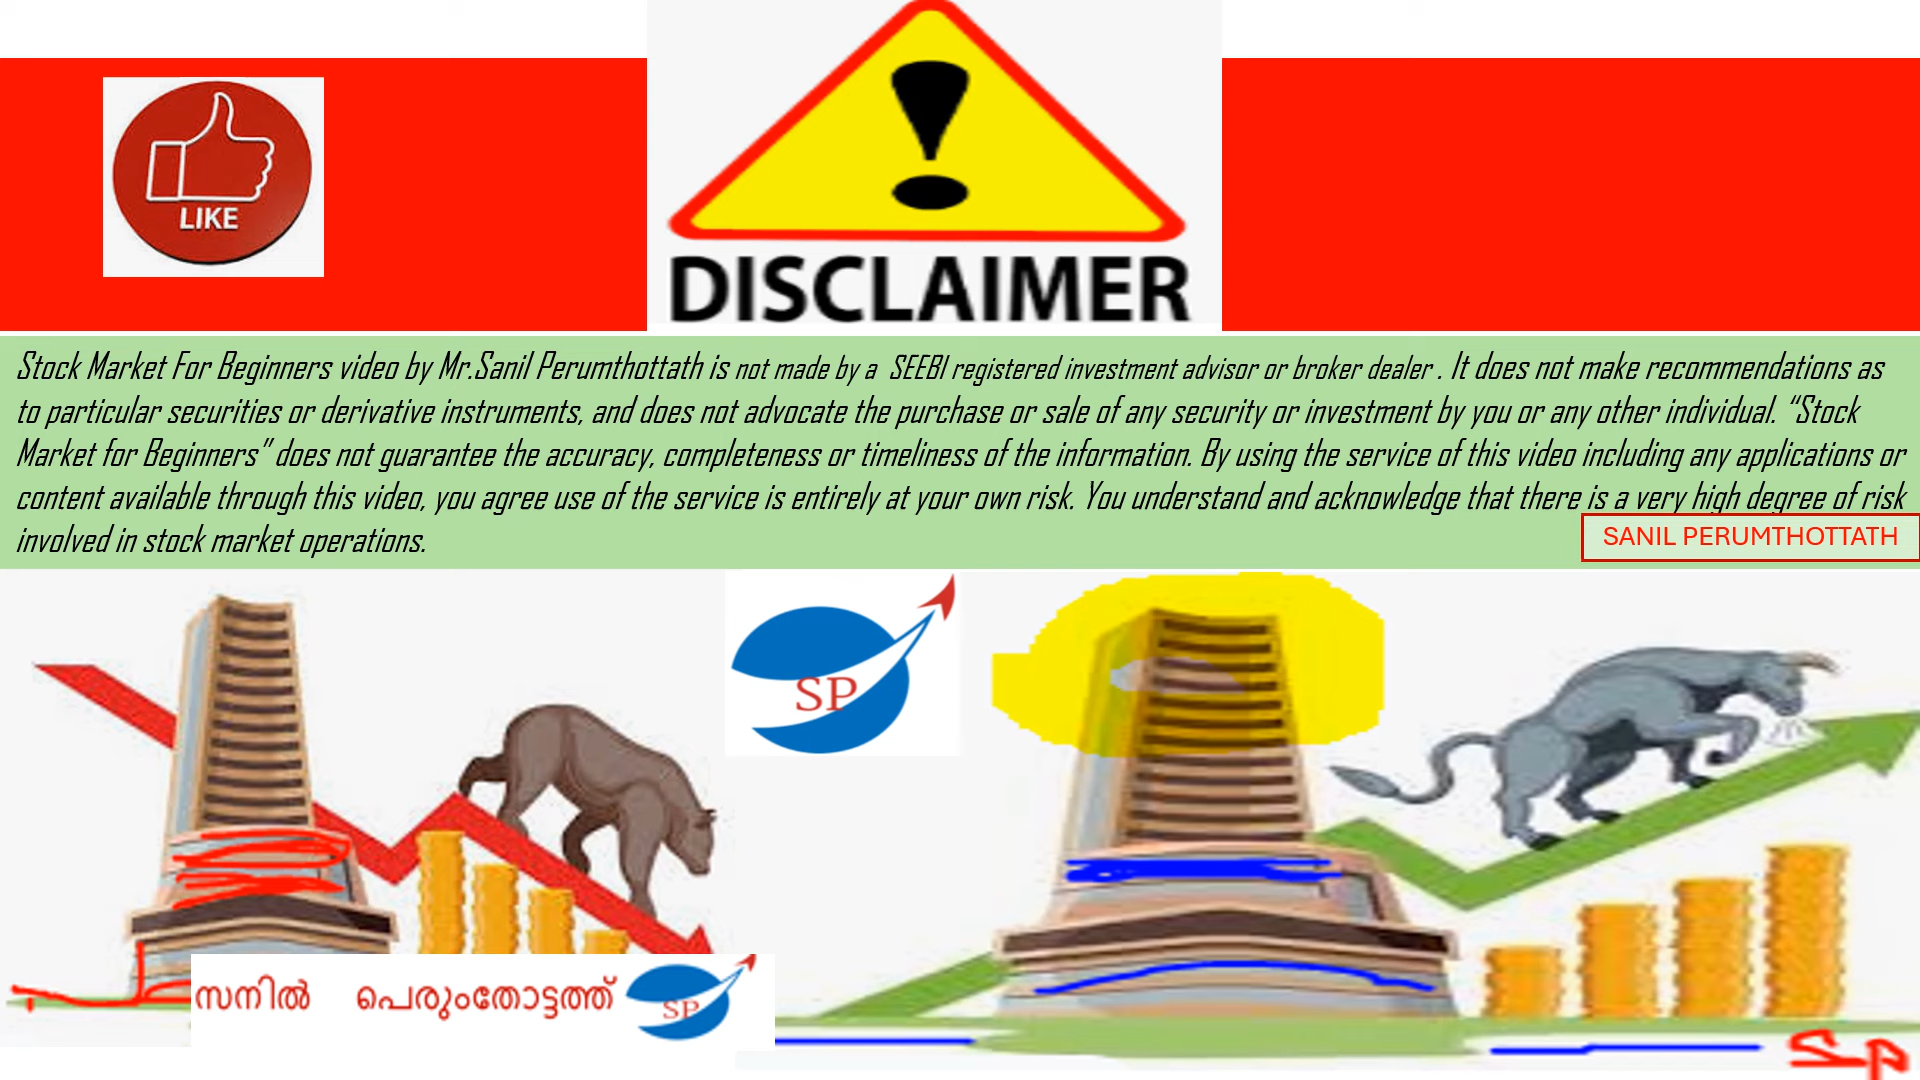 LIKE
DISCLAIMER
Stock Market For Beginners video by Mr.Sanil Perumthottath is not made by a SEEBI registered investment advisor or broker dealer . It does not make recommendations as
to particular securities or derivative instruments, and does not advocate the purchase or sale of any security or investment by you or any other individual. “Stock
Market for Beginners” does not guarantee the accuracy, completeness or timeliness of the information. By using the service of this video including any applications or
content available through this video, you agree use of the service is entirely at your own risk. You understand and acknowledge that there is a very high degree of risk
involved in stock market operations.
SANIL PERUMTHOTTATH
SP
സനിൽ പെരുംതോട്ടത്ത് SP
SP